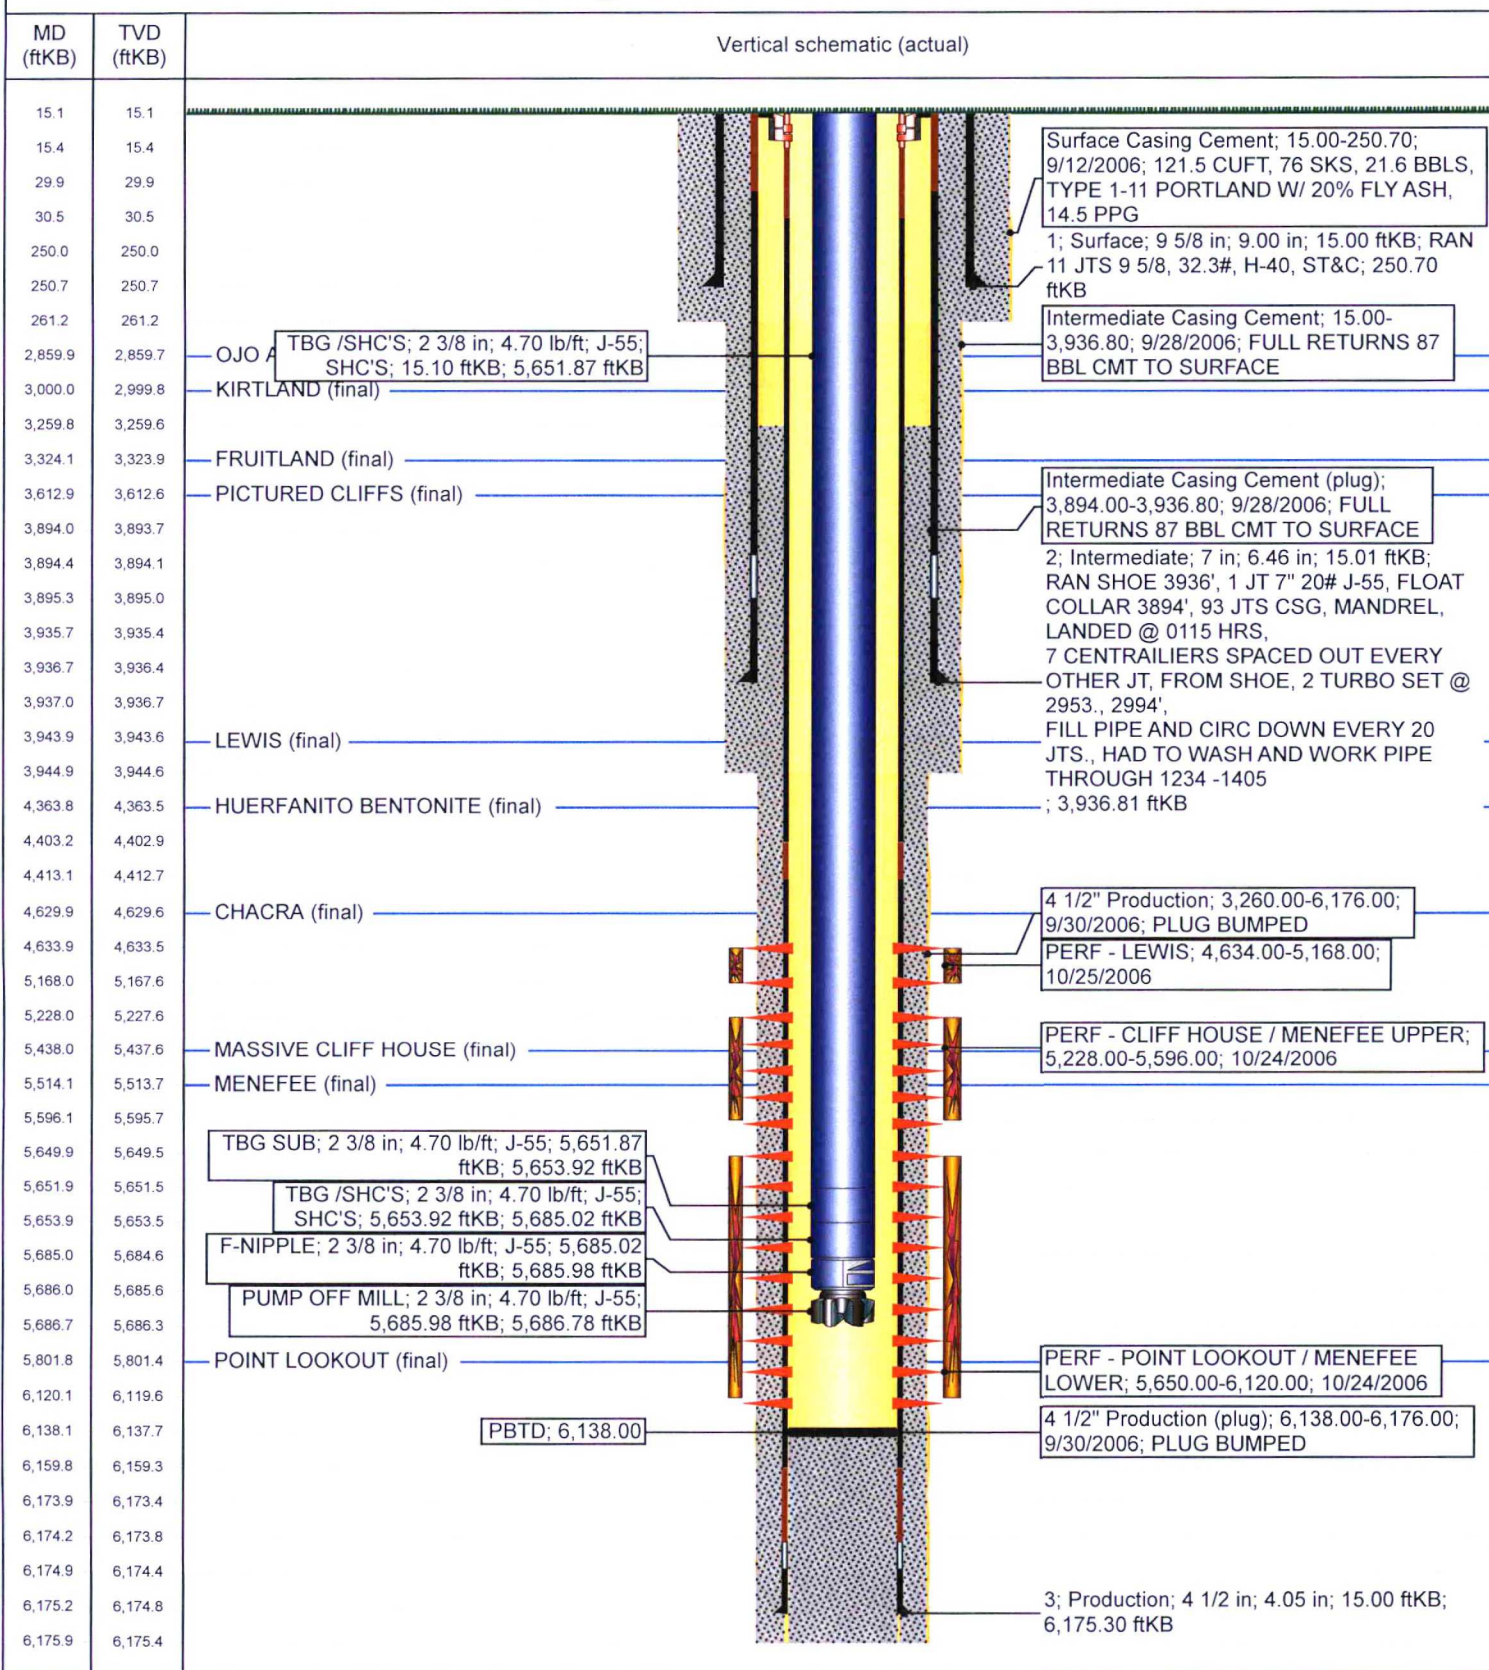 MD
(ftKB)
TVD
(ftKB)
Vertical schematic (actual)
15.1 15.1
15.4 15.4
29.9 29.9
30.5 30.5
250.0 250.0
250.7 250.7
261.2 261.2
2,859.9 2,859.7
3,000.0 2,999.8
3,259.8 3,259.6
3,324.1 3,323.9
3,612.9 3,612.6
3,894.0 3,893.7
3,894.4 3,894.1
3,895.3 3,895.0
3,935.7 3,935.4
3,936.7 3,936.4
3,937.0 3,936.7
3,943.9 3,943.6
3,944.9 3,944.6
4,363.8 4,363.5
4,403.2 4,402.9
4,413.1 4,412.7
4,629.9 4,629.6
4,633.9 4,633.5
5,168.0 5,167.6
5,228.0 5,227.6
5,438.0 5,437.6
5,514.1 5,513.7
5,596.1 5,595.7
5,649.9 5,649.5
5,651.9 5,651.5
5,653.9 5,653.5
5,685.0 5,684.6
5,686.0 5,685.6
5,686.7 5,686.3
5,801.8 5,801.4
6,120.1 6,119.6
6,138.1 6,137.7
6,159.8 6,159.3
6,173.9 6,173.4
6,174.2 6,173.8
6,174.9 6,174.4
6,175.2 6,174.8
6,175.9 6,175.4
OJO A
TBG /SHC'S; 2 3/8 in; 4.70 lb/ft; J-55;
SHC'S; 15.10 ftKB; 5,651.87 ftKB
KIRTLAND (final)
FRUITLAND (final)
PICTURED CLIFFS (final)
LEWIS (final)
HUERFANITO BENTONITE (final)
CHACRA (final)
MASSIVE CLIFF HOUSE (final)
MENEFEE (final)
TBG SUB; 2 3/8 in; 4.70 lb/ft; J-55; 5,651.87
ftKB; 5,653.92 ftKB
TBG /SHC'S; 2 3/8 in; 4.70 lb/ft; J-55;
SHC'S; 5,653.92 ftKB; 5,685.02 ftKB
F-NIPPLE; 2 3/8 in; 4.70 lb/ft; J-55; 5,685.02
ftKB; 5,685.98 ftKB
PUMP OFF MILL; 2 3/8 in; 4.70 lb/ft; J-55;
5,685.98 ftKB; 5,686.78 ftKB
POINT LOOKOUT (final)
PBTD; 6,138.00
Surface Casing Cement; 15.00-250.70;
9/12/2006; 121.5 CUFT, 76 SKS, 21.6 BBLS,
TYPE 1-11 PORTLAND W/ 20% FLY ASH,
14.5 PPG
1; Surface; 9 5/8 in; 9.00 in; 15.00 ftKB; RAN
11 JTS 9 5/8, 32.3#, H-40, ST&C; 250.70
ftKB
Intermediate Casing Cement; 15.00-
3,936.80; 9/28/2006; FULL RETURNS 87
BBL CMT TO SURFACE
Intermediate Casing Cement (plug);
3,894.00-3,936.80; 9/28/2006; FULL
RETURNS 87 BBL CMT TO SURFACE
2; Intermediate; 7 in; 6.46 in; 15.01 ftKB;
RAN SHOE 3936', 1 JT 7" 20# J-55, FLOAT
COLLAR 3894', 93 JTS CSG, MANDREL,
LANDED @ 0115 HRS,
7 CENTRAILIERS SPACED OUT EVERY
OTHER JT, FROM SHOE, 2 TURBO SET @
2953., 2994',
FILL PIPE AND CIRC DOWN EVERY 20
JTS., HAD TO WASH AND WORK PIPE
THROUGH 1234 -1405
; 3,936.81 ftKB
4 1/2" Production; 3,260.00-6,176.00;
9/30/2006; PLUG BUMPED
PERF - LEWIS; 4,634.00-5,168.00;
10/25/2006
PERF - CLIFF HOUSE / MENEFEE UPPER;
5,228.00-5,596.00; 10/24/2006
PERF - POINT LOOKOUT / MENEFEE
LOWER; 5,650.00-6,120.00; 10/24/2006
4 1/2" Production (plug); 6,138.00-6,176.00;
9/30/2006; PLUG BUMPED
3; Production; 4 1/2 in; 4.05 in; 15.00 ftKB;
6,175.30 ftKB